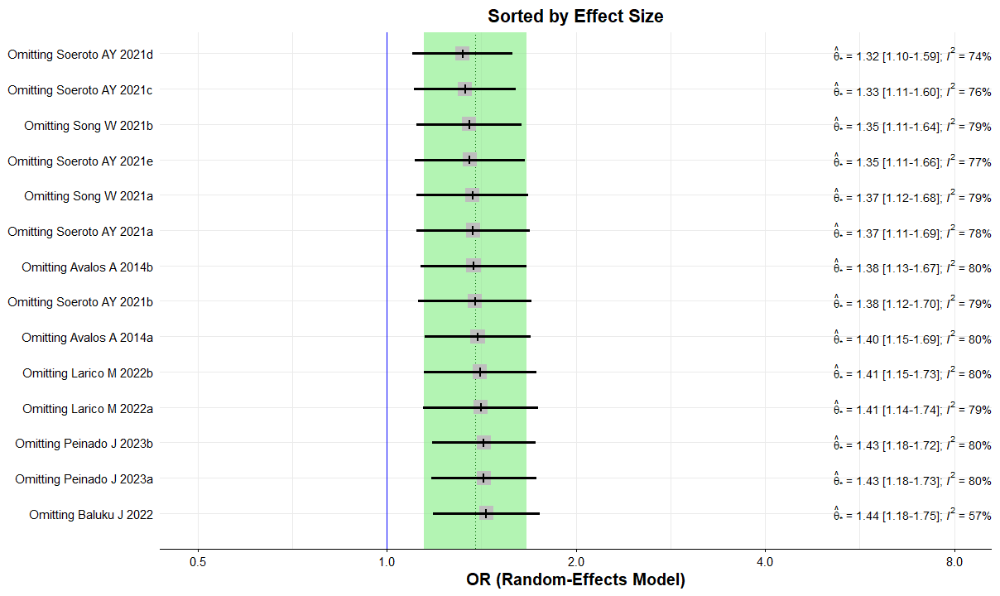 Sorted by Effect Size
Omitting Soeroto AY 2021d θ̂* = 1.32 [1.10-1.59]; I² = 74%
Omitting Soeroto AY 2021c θ̂* = 1.33 [1.11-1.60]; I² = 76%
Omitting Song W 2021b θ̂* = 1.35 [1.11-1.64]; I² = 79%
Omitting Soeroto AY 2021e θ̂* = 1.35 [1.11-1.66]; I² = 77%
Omitting Song W 2021a θ̂* = 1.37 [1.12-1.68]; I² = 79%
Omitting Soeroto AY 2021a θ̂* = 1.37 [1.11-1.69]; I² = 78%
Omitting Avalos A 2014b θ̂* = 1.38 [1.13-1.67]; I² = 80%
Omitting Soeroto AY 2021b θ̂* = 1.38 [1.12-1.70]; I² = 79%
Omitting Avalos A 2014a θ̂* = 1.40 [1.15-1.69]; I² = 80%
Omitting Larico M 2022b θ̂* = 1.41 [1.15-1.73]; I² = 80%
Omitting Larico M 2022a θ̂* = 1.41 [1.14-1.74]; I² = 79%
Omitting Peinado J 2023b θ̂* = 1.43 [1.18-1.72]; I² = 80%
Omitting Peinado J 2023a θ̂* = 1.43 [1.18-1.73]; I² = 80%
Omitting Baluku J 2022 θ̂* = 1.44 [1.18-1.75]; I² = 57%
0.5 1.0 2.0 4.0 8.0
OR (Random-Effects Model)